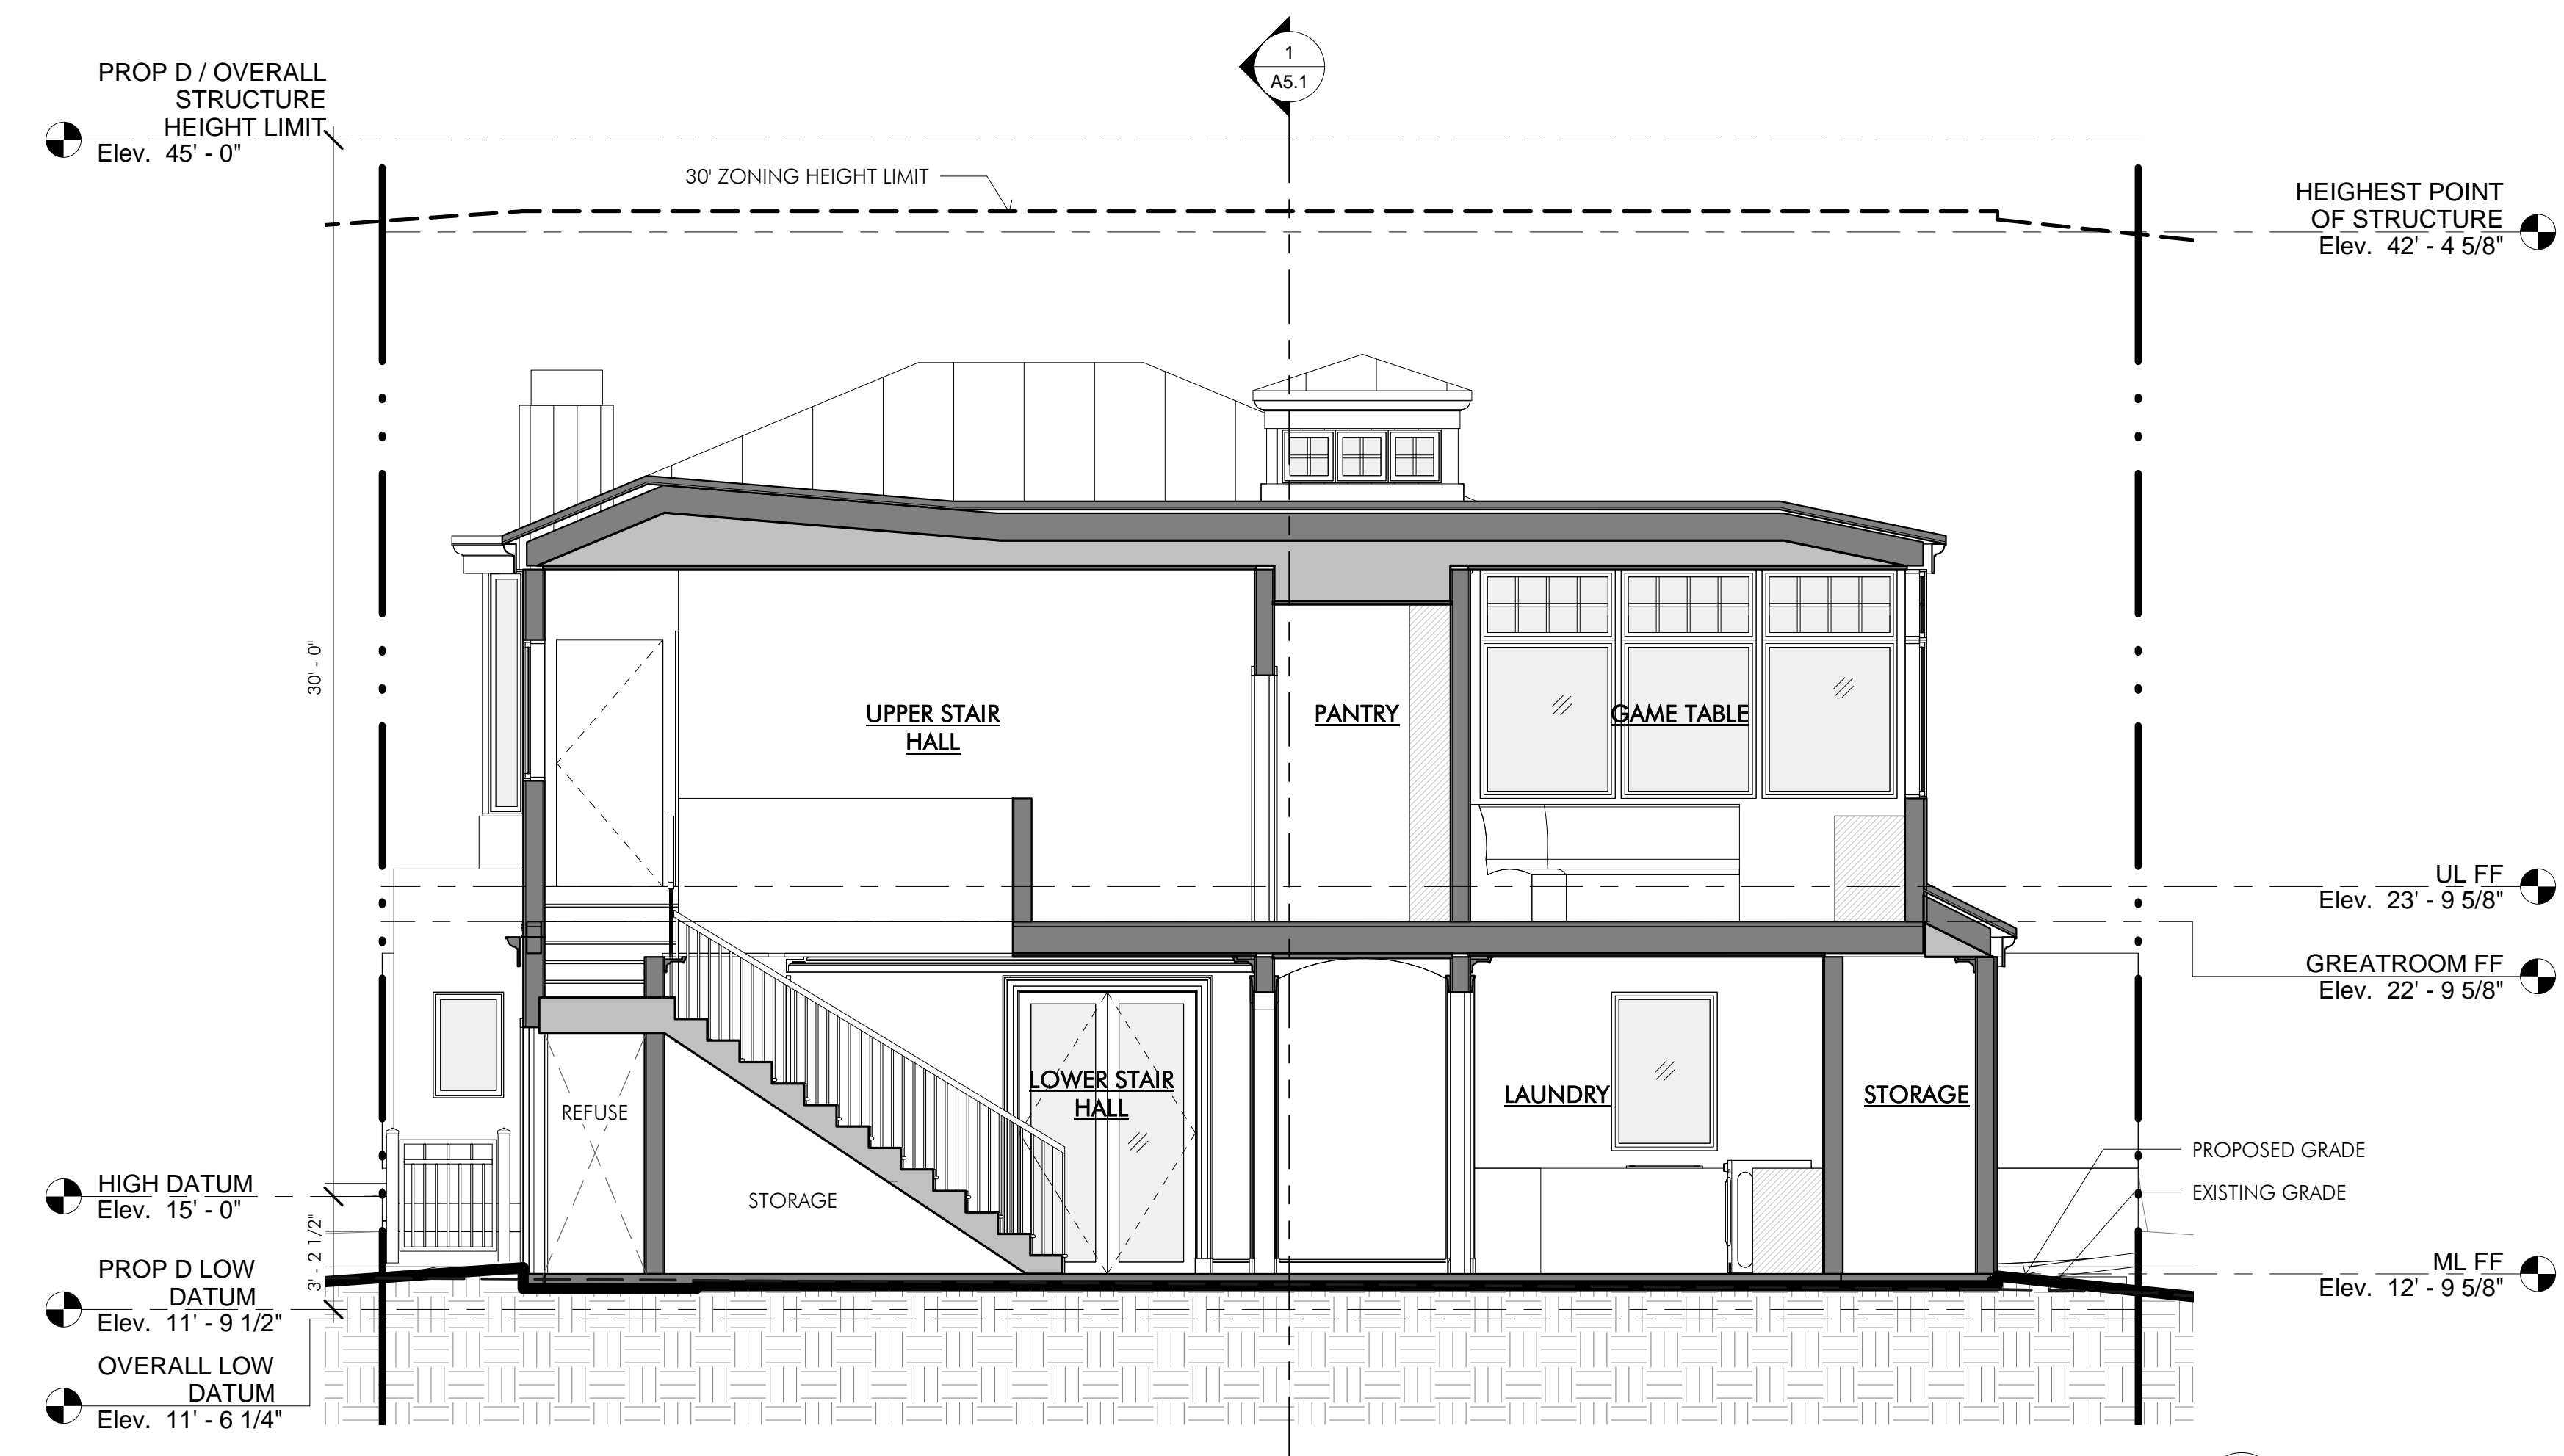 1
A5.1
PROP D / OVERALL
STRUCTURE
HEIGHT LIMIT
Elev. 45' - 0"
30' ZONING HEIGHT LIMIT
HEIGHEST POINT
OF STRUCTURE
Elev. 42' - 4 5/8"
30' - 0"
UPPER STAIR
HALL
PANTRY
GAME TABLE
UL FF
Elev. 23' - 9 5/8"
GREATROOM FF
Elev. 22' - 9 5/8"
REFUSE
STORAGE
LOWER STAIR
HALL
LAUNDRY
STORAGE
PROPOSED GRADE
EXISTING GRADE
HIGH DATUM
Elev. 15' - 0"
3' - 2 1/2"
PROP D LOW
DATUM
Elev. 11' - 9 1/2"
OVERALL LOW
DATUM
Elev. 11' - 6 1/4"
ML FF
Elev. 12' - 9 5/8"